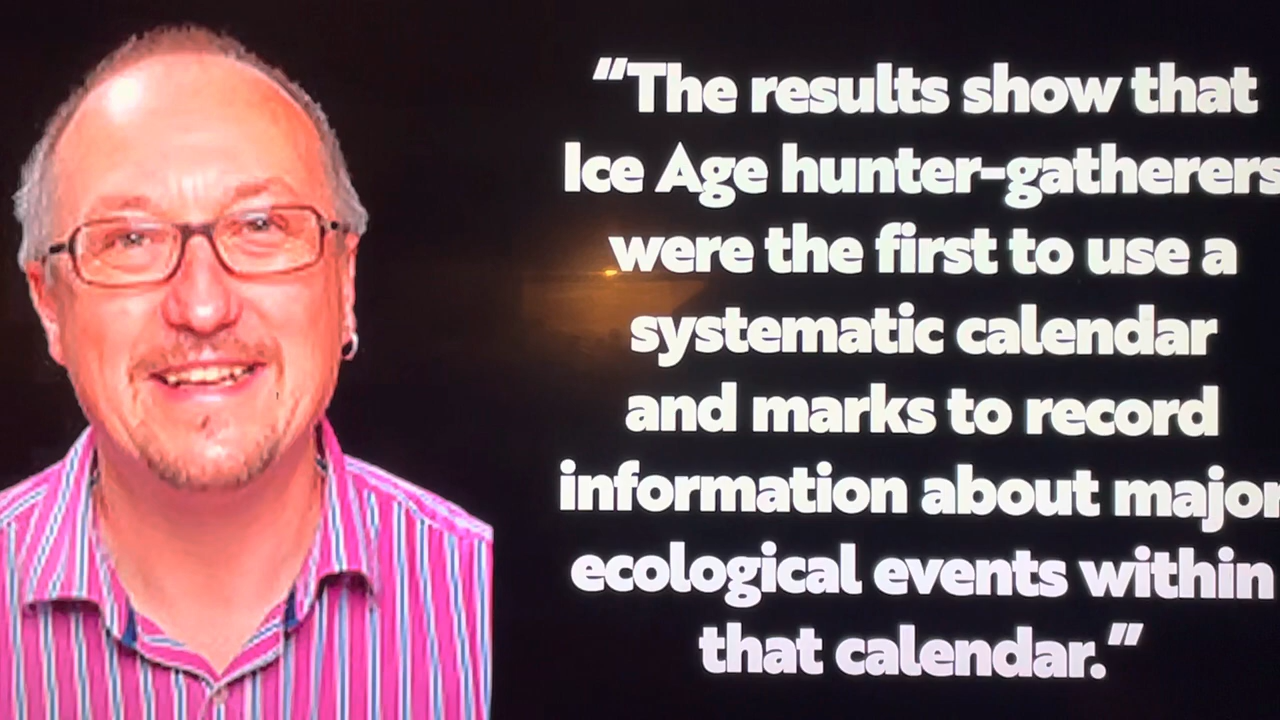 “The results show that
Ice Age hunter-gatherers
were the first to use a
systematic calendar
and marks to record
information about major
ecological events within
that calendar.”